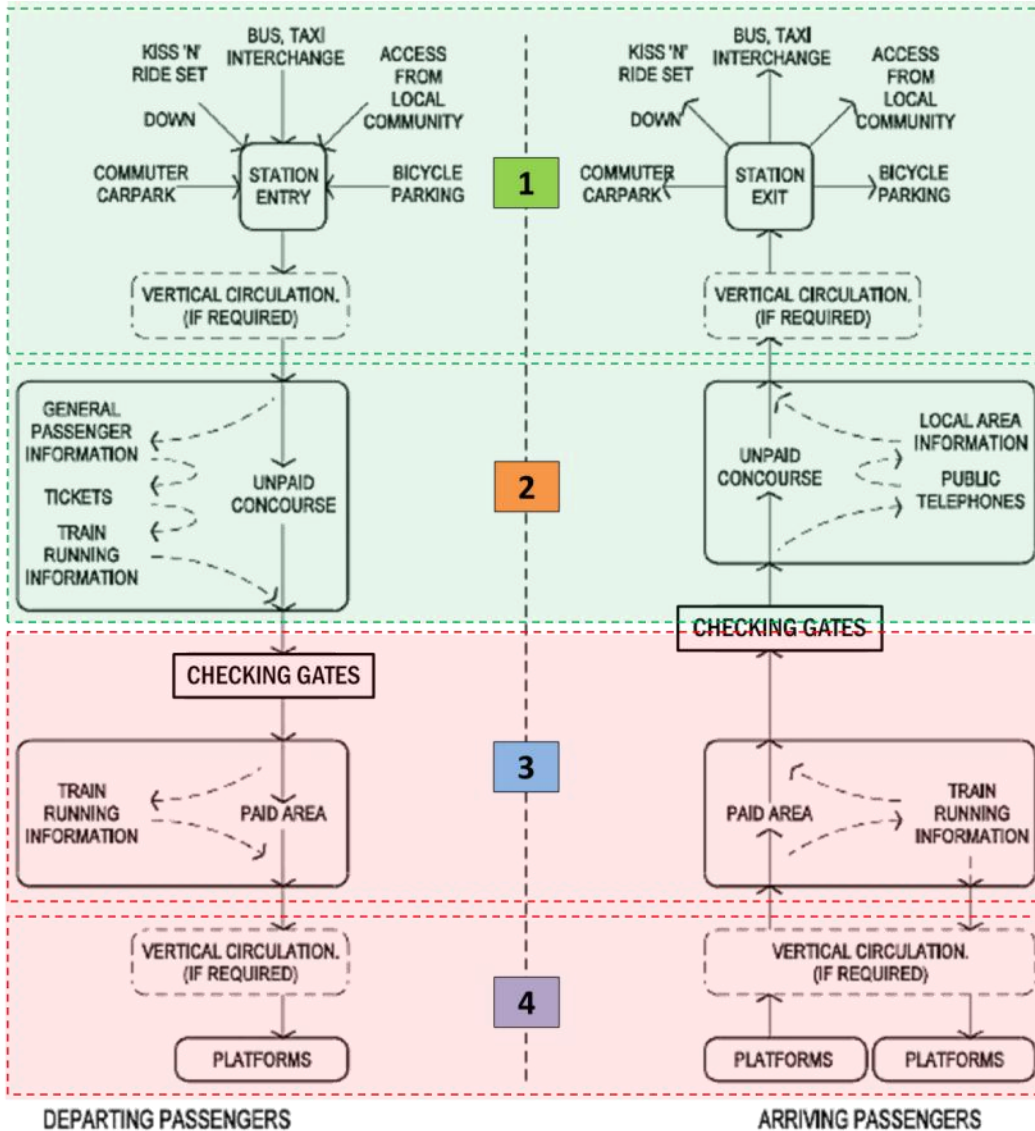 KISS 'N'
RIDE SET
DOWN
BUS, TAXI
INTERCHANGE
ACCESS
FROM
LOCAL
COMMUNITY
COMMUTER
CARPARK
STATION
ENTRY
BICYCLE
PARKING
VERTICAL CIRCULATION.
(IF REQUIRED)
1
KISS 'N'
RIDE SET
DOWN
BUS, TAXI
INTERCHANGE
ACCESS
FROM
LOCAL
COMMUNITY
COMMUTER
CARPARK
STATION
EXIT
BICYCLE
PARKING
VERTICAL CIRCULATION.
(IF REQUIRED)
GENERAL
PASSENGER
INFORMATION
TICKETS
TRAIN
RUNNING
INFORMATION
UNPAID
CONCOURSE
2
UNPAID
CONCOURSE
LOCAL AREA
INFORMATION
PUBLIC
TELEPHONES
CHECKING GATES
CHECKING GATES
TRAIN
RUNNING
INFORMATION
PAID AREA
3
PAID AREA
TRAIN
RUNNING
INFORMATION
VERTICAL CIRCULATION.
(IF REQUIRED)
PLATFORMS
4
VERTICAL CIRCULATION.
(IF REQUIRED)
PLATFORMS
PLATFORMS
DEPARTING PASSENGERS
ARRIVING PASSENGERS